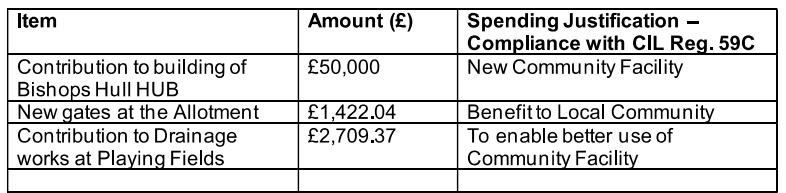 Item Amount (£) Spending Justification –
Compliance with CIL Reg. 59C
Contribution to building of £50,000 New Community Facility
Bishops Hull HUB
New gates at the Allotment £1,422.04 Benefit to Local Community
Contribution to Drainage £2,709.37 To enable better use of
works at Playing Fields Community Facility